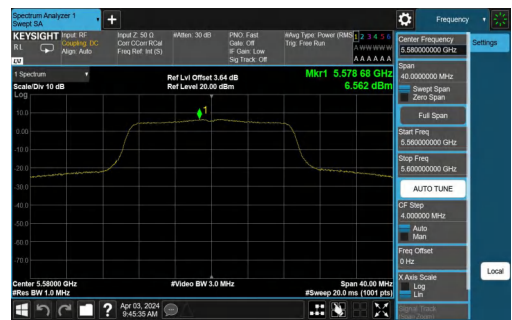 Spectrum Analyzer 1
Swept SA
Frequency
KEYSIGHT Input: RF
RL Coupling: DC
Align: Auto
Input Z: 50 Ω
Corr CCorr RCal
Freq Ref: Int (S)
#Atten: 30 dB
PNO: Fast
Gate: Off
IF Gain: Low
Sig Track: Off
#Avg Type: Power (RMS
Trig: Free Run
1 2 3 4 5 6
A W W W W W
A A A A A A
LV
1 Spectrum
Scale/Div 10 dB
Log
Ref Lvl Offset 3.64 dB
Ref Level 20.00 dBm
Mkr1 5.578 68 GHz
6.562 dBm
1
10.0
0.00
-10.0
-20.0
-30.0
-40.0
-50.0
-60.0
-70.0
Center 5.58000 GHz
#Res BW 1.0 MHz
#Video BW 3.0 MHz
Span 40.00 MHz
#Sweep 20.0 ms (1001 pts)
Center Frequency
5.580000000 GHz
Settings
Span
40.0000000 MHz
Swept Span
Zero Span
Full Span
Start Freq
5.560000000 GHz
Stop Freq
5.600000000 GHz
AUTO TUNE
CF Step
4.000000 MHz
Auto
Man
Freq Offset
0 Hz
X Axis Scale
Log
Lin
Signal Track
Local
?
Apr 03, 2024
9:45:35 AM